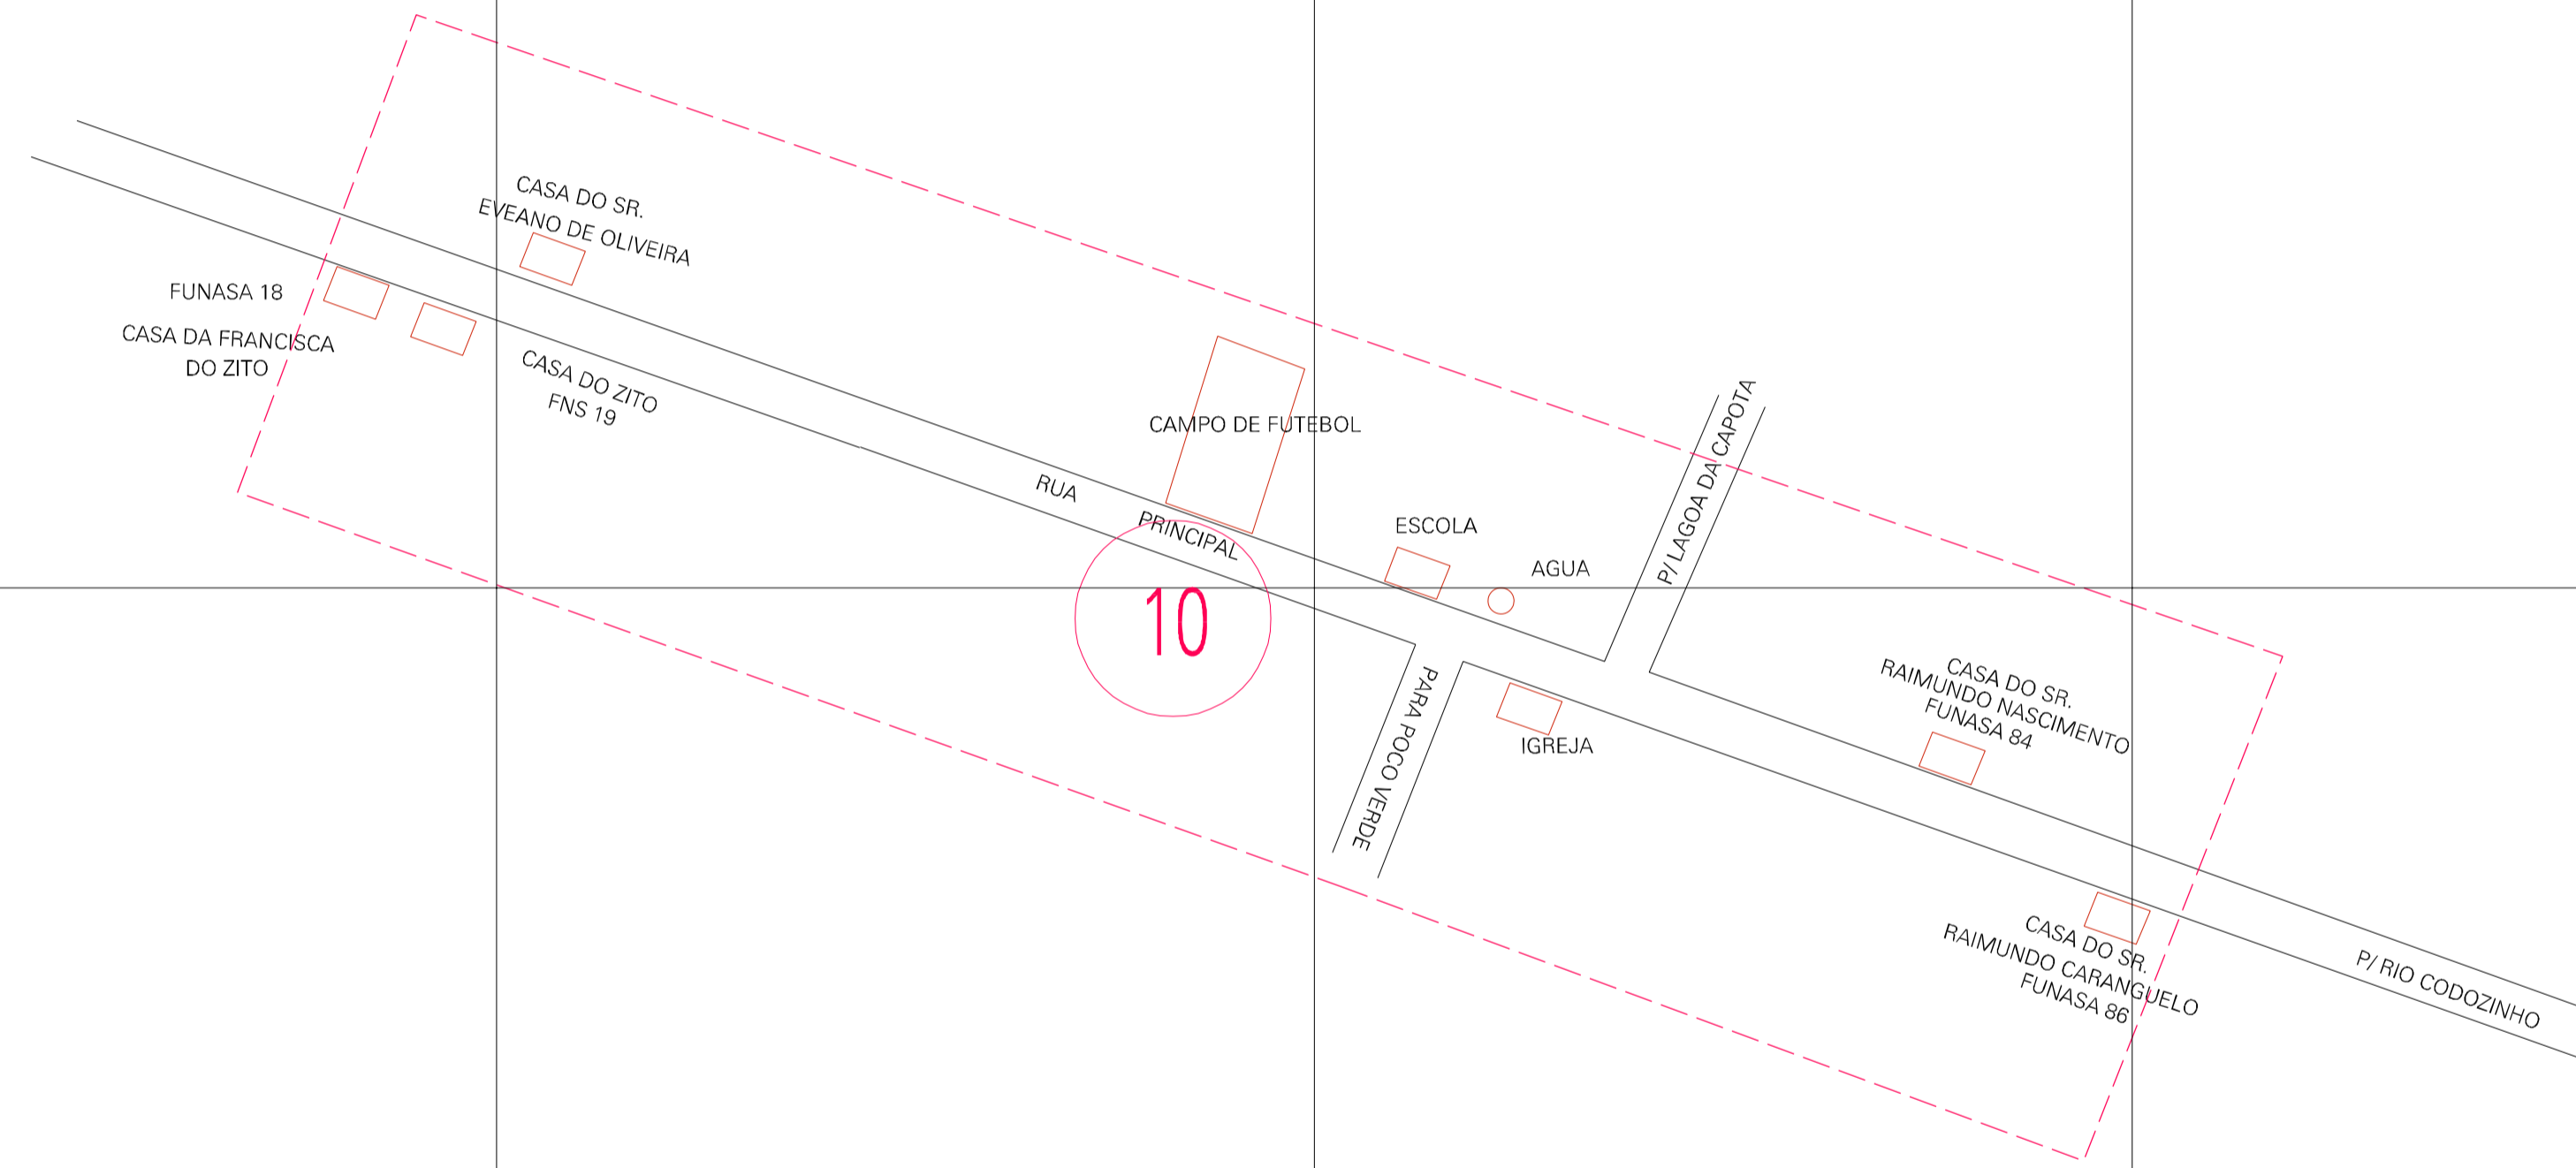 CASA DO SR.
EVEANO DE OLIVEIRA
FUNASA 18
CASA DA FRANCISCA
DO ZITO
CASA DO ZITO
FNS 19
CAMPO DE FUTEBOL
RUA
PRINCIPAL
10
ESCOLA
AGUA
P/ LAGOA DA CAPOTA
PARA POCO VERDE
IGREJA
CASA DO SR.
RAIMUNDO NASCIMENTO
FUNASA 84
CASA DO SR.
RAIMUNDO CARANGUELO
FUNASA 86
P/ RIO CODOZINHO